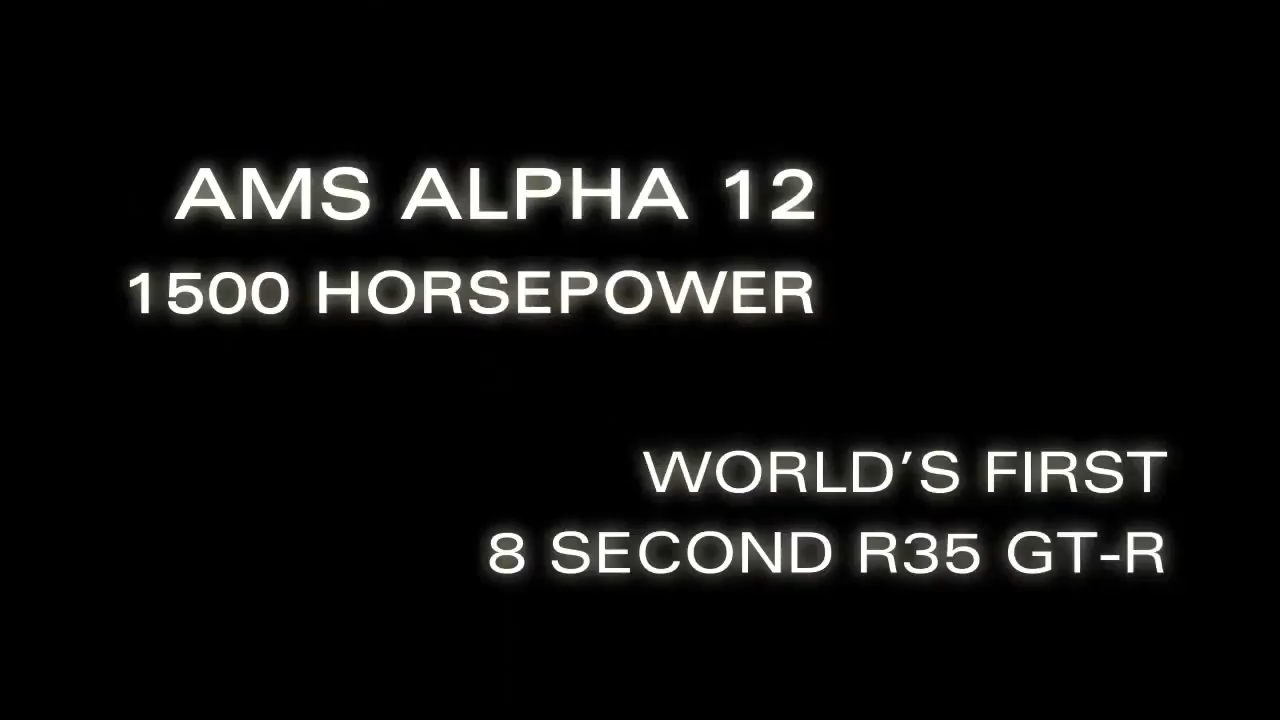 AMS ALPHA 12
1500 HORSEPOWER
WORLD'S FIRST
8 SECOND R35 GT-R